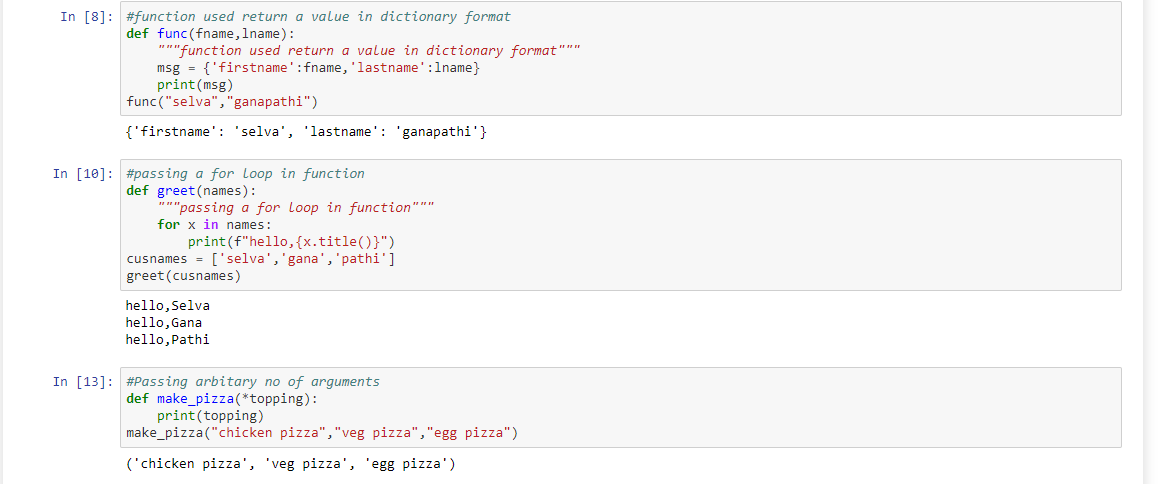 In [8]: #function used return a value in dictionary format
def func(fname,lname):
    """function used return a value in dictionary format"""
    msg = {'firstname':fname,'lastname':lname}
    print(msg)
func("selva","ganapathi")
{'firstname': 'selva', 'lastname': 'ganapathi'}
In [10]: #passing a for loop in function
def greet(names):
    """passing a for loop in function"""
    for x in names:
        print(f"hello,{x.title()}")
cusnames = ['selva','gana','pathi']
greet(cusnames)
hello,Selva
hello,Gana
hello,Pathi
In [13]: #Passing arbitary no of arguments
def make_pizza(*topping):
    print(topping)
make_pizza("chicken pizza","veg pizza","egg pizza")
('chicken pizza', 'veg pizza', 'egg pizza')